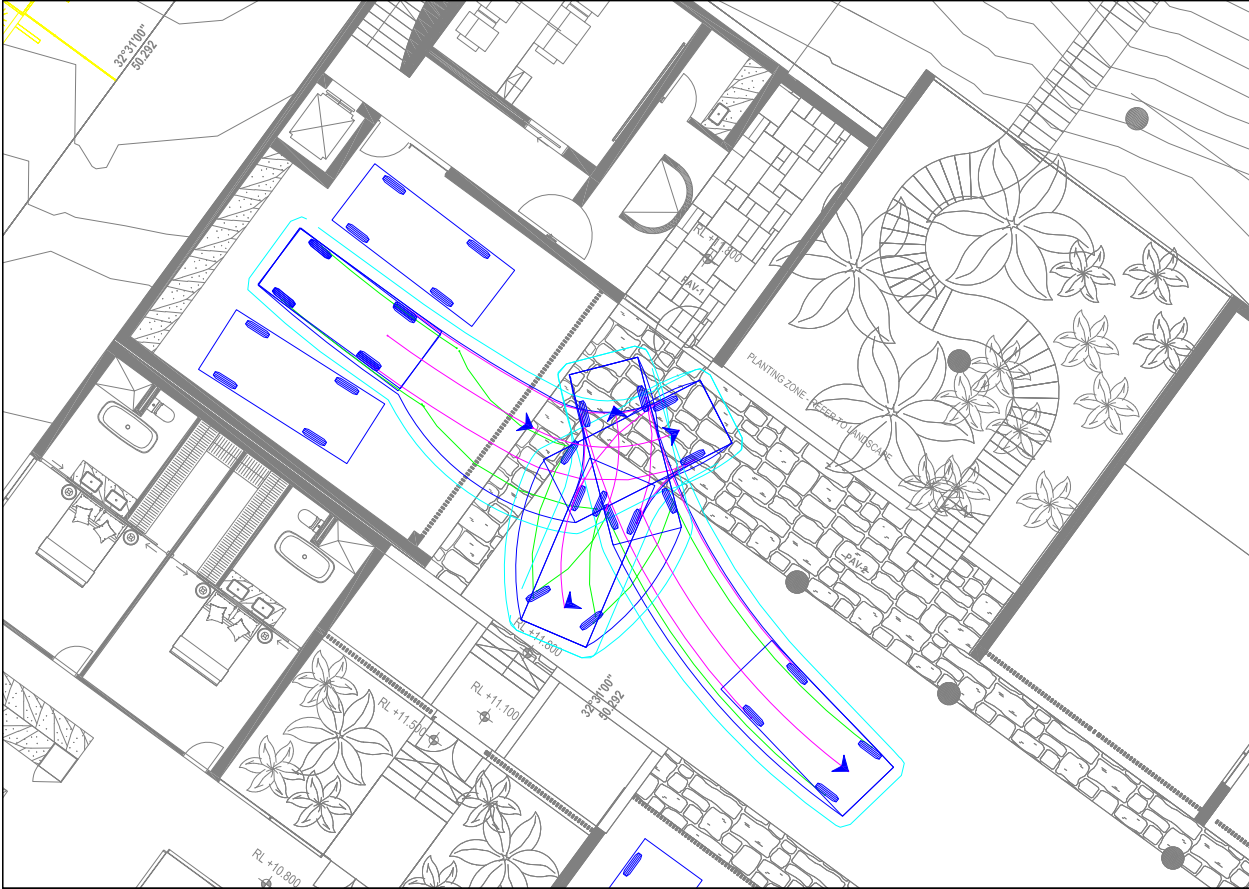 32°31'00"
50.292
RL +11.800
PAV-1
PLANTING ZONE - REFER TO LANDSCAPE
PAV-2
RL +11.800
32°31'00"
50.292
RL +11.100
RL +11.500
RL +10.800